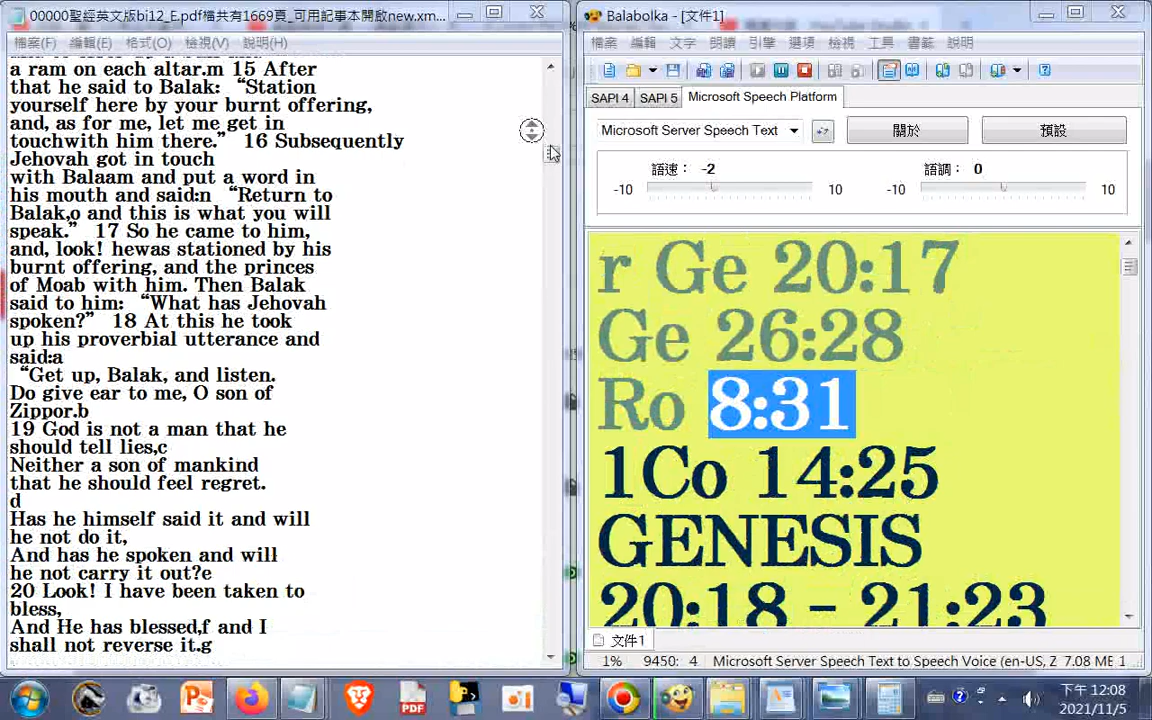 00000聖經英文版bi12_E.pdf檔共有1669頁_可用記事本開啟new.xm...
檔案(F) 編輯(E) 格式(O) 檢視(V) 說明(H)
a ram on each altar.m 15 After
that he said to Balak: “Station
yourself here by your burnt offering,
and, as for me, let me get in
touchwith him there.” 16 Subsequently
Jehovah got in touch
with Balaam and put a word in
his mouth and said:n “Return to
Balak,o and this is what you will
speak.” 17 So he came to him,
and, look! hewas stationed by his
burnt offering, and the princes
of Moab with him. Then Balak
said to him: “What has Jehovah
spoken?” 18 At this he took
up his proverbial utterance and
said:a
“Get up, Balak, and listen.
Do give ear to me, O son of
Zippor.b
19 God is not a man that he
should tell lies,c
Neither a son of mankind
that he should feel regret.
d
Has he himself said it and will
he not do it,
And has he spoken and will
he not carry it out?e
20 Look! I have been taken to
bless,
And He has blessed,f and I
shall not reverse it.g
Balabolka - [文件1]
檔案 編輯 文字 朗讀 引擎 選項 檢視 工具 書籤 說明
SAPI 4 SAPI 5 Microsoft Speech Platform
Microsoft Server Speech Text 關於 預設
語速: -2 語調: 0
-10 10 -10 10
r Ge 20:17
Ge 26:28
Ro 8:31
1Co 14:25
GENESIS
20:18 – 21:23
文件1
1% 9450: 4 Microsoft Server Speech Text to Speech Voice (en-US, Z 7.08 ME 1
PDF
下午 12:08
2021/11/5